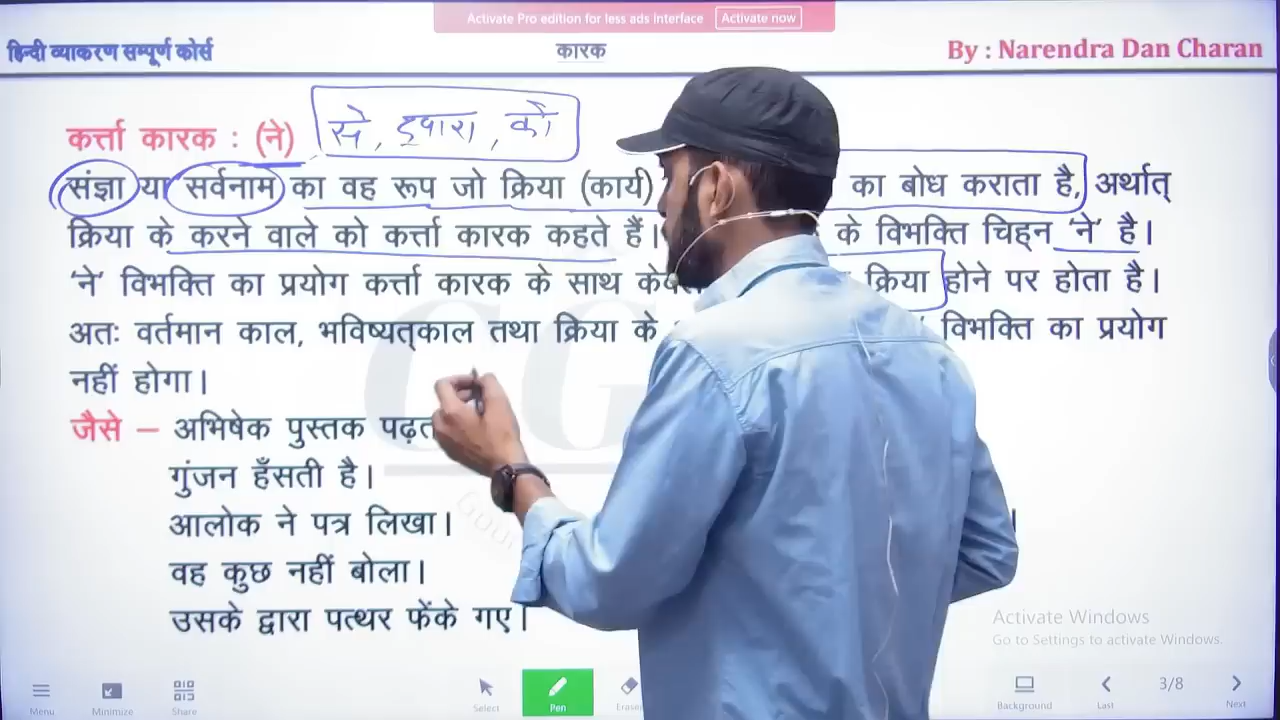 Activate Pro edition for less ads Interface Activate now
हिन्दी व्याकरण सम्पूर्ण कोर्स कारक By : Narendra Dan Charan
कर्त्ता कारक : (ने) से, द्वारा, को
संज्ञा या सर्वनाम का वह रूप जो क्रिया (कार्य) का बोध कराता है, अर्थात्
क्रिया के करने वाले को कर्त्ता कारक कहते हैं। के विभक्ति चिह्न 'ने' है।
'ने' विभक्ति का प्रयोग कर्त्ता कारक के साथ क्रिया होने पर होता है।
अतः वर्तमान काल, भविष्यत्काल तथा क्रिया के विभक्ति का प्रयोग
नहीं होगा।
जैसे – अभिषेक पुस्तक
गुंजन हँसती है।
आलोक ने पत्र लिखा।
वह कुछ नहीं बोला।
उसके द्वारा पत्थर फेंके गए।
CG
Activate Windows
Go to Settings to activate Windows.
Menu Minimize Share Select Pen Eraser Background Last 3/8 Next